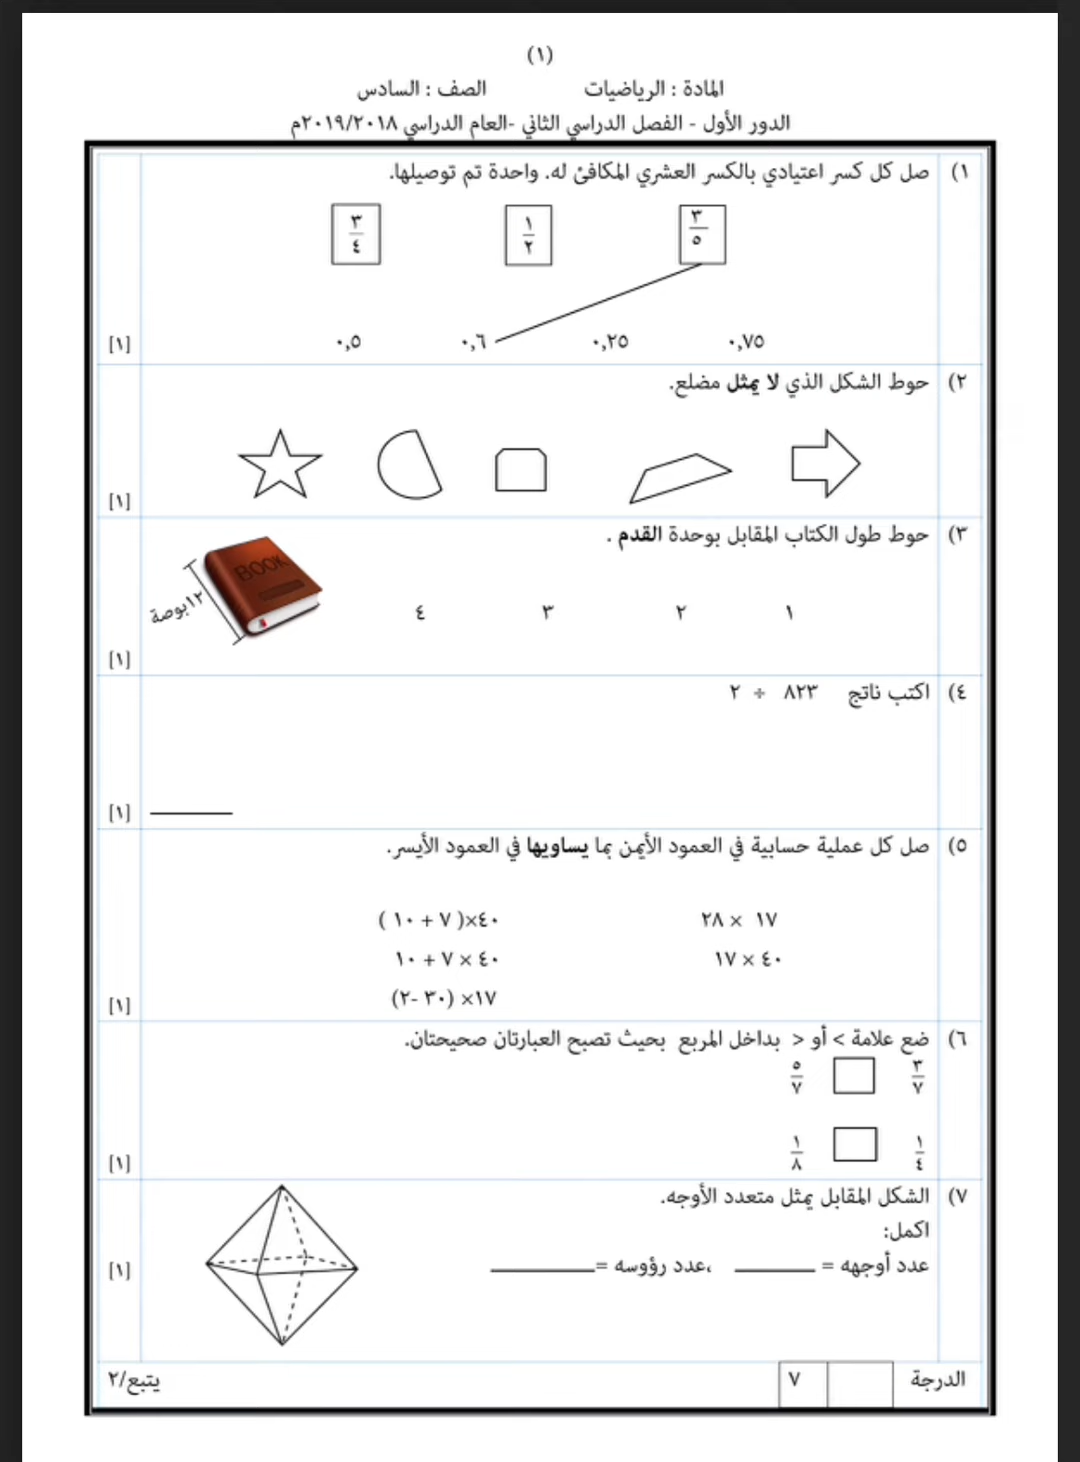 (١)
المادة : الرياضيات الصف : السادس
الدور الأول - الفصل الدراسي الثاني -العام الدراسي ٢٠١٩/٢٠١٨م
١) صل كل كسر اعتيادي بالكسر العشري المكافئ له. واحدة تم توصيلها.
٣/٥ ١/٢ ٣/٤
٠,٧٥ ٠,٢٥ ٠,٦ ٠,٥
[١]
٢) حوط الشكل الذي لا يمثل مضلع.
[١]
٣) حوط طول الكتاب المقابل بوحدة القدم .
BOOK
١٢بوصة
١ ٢ ٣ ٤
[١]
٤) اكتب ناتج ٨٢٣ ÷ ٢
[١]
٥) صل كل عملية حسابية في العمود الأيمن بما يساويها في العمود الأيسر.
١٧ × ٢٨ ٤٠×( ٧ + ١٠ )
٤٠ × ١٧ ٤٠ × ٧ + ١٠
١٧× (٣٠ -٢)
[١]
٦) ضع علامة > أو < بداخل المربع بحيث تصبح العبارتان صحيحتان.
٣/٧ ٥/٧
١/٤ ١/٨
[١]
٧) الشكل المقابل يمثل متعدد الأوجه.
اكمل:
عدد أوجهه = ________ ،عدد رؤوسه =__________
[١]
الدرجة ٧ يتبع/٢